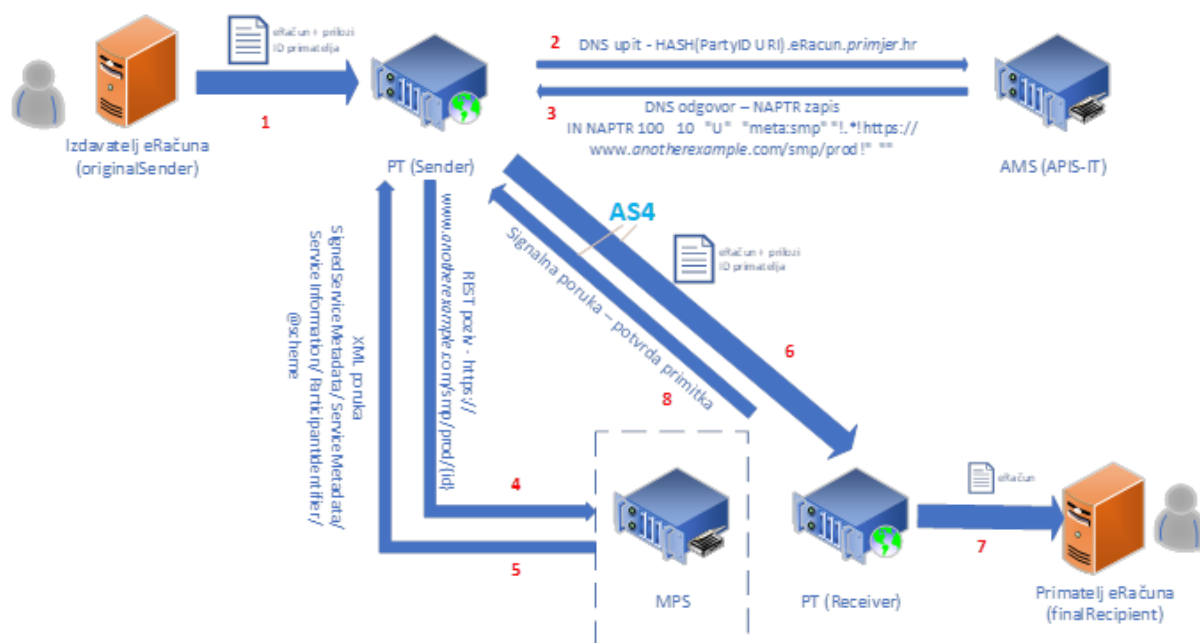 eRačun + prilozi
ID primatelja
1
Izdavatelj eRačuna
(originalSender)
PT (Sender)
2
DNS upit - HASH(PartyID URI).eRacun.primjer.hr
3
DNS odgovor – NAPTR zapis
IN NAPTR 100 10 "U" "meta:smp" "!.*!https://
www.anotherexample.com/smp/prod!" ""
AMS (APIS-IT)
AS4
Signalna poruka – potvrda primitka
eRačun + prilozi
ID primatelja
6
8
REST poziv - https://
www.anotherexample.com/smp/prod/{id}
XML poruka
SignedServiceMetadata/ ServiceMetadata/
Service Information/ ParticipantIdentifier/
@scheme
4
5
MPS
PT (Receiver)
eRačun
7
Primatelj eRačuna
(finalRecipient)